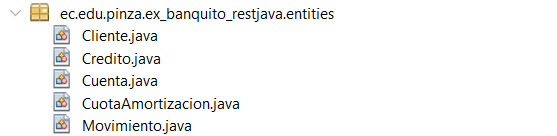 ec.edu.pinza.ex_banquito_restjava.entities
Cliente.java
Credito.java
Cuenta.java
CuotaAmortizacion.java
Movimiento.java